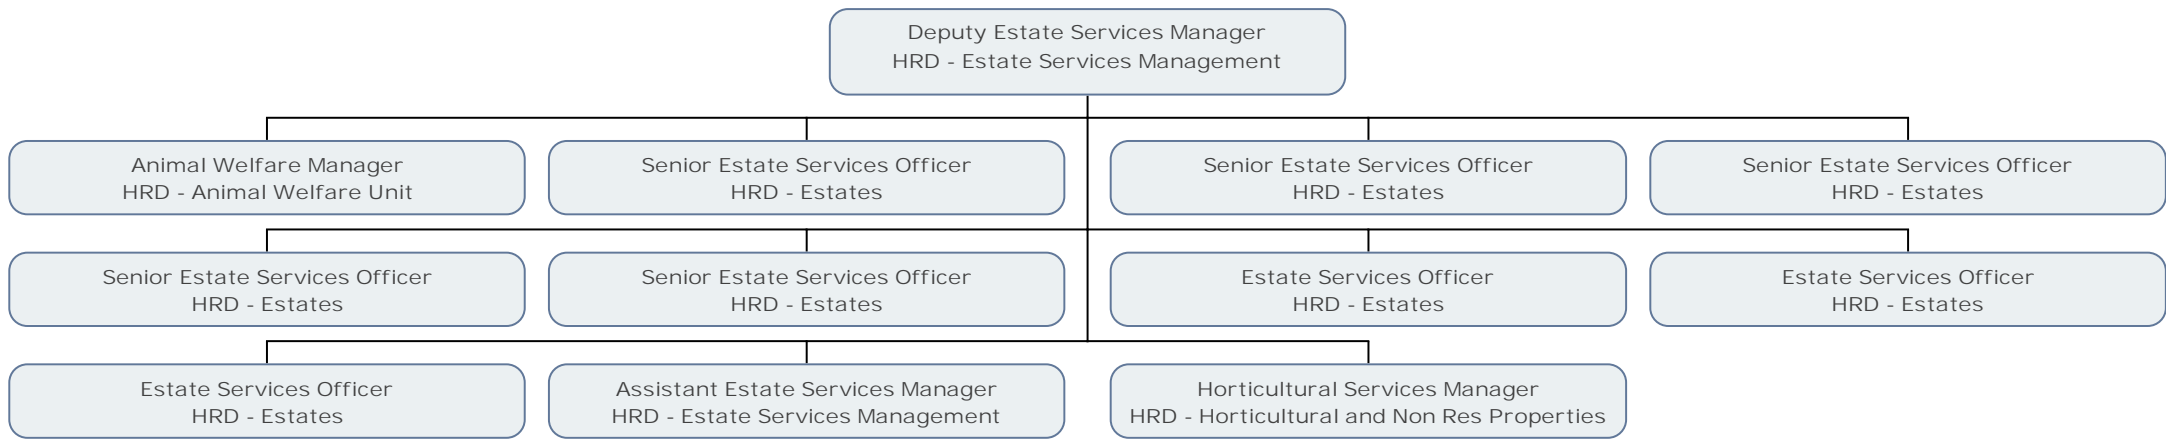 Deputy Estate Services Manager
HRD - Estate Services Management
Animal Welfare Manager
HRD - Animal Welfare Unit
Senior Estate Services Officer
HRD - Estates
Senior Estate Services Officer
HRD - Estates
Senior Estate Services Officer
HRD - Estates
Senior Estate Services Officer
HRD - Estates
Senior Estate Services Officer
HRD - Estates
Estate Services Officer
HRD - Estates
Estate Services Officer
HRD - Estates
Estate Services Officer
HRD - Estates
Assistant Estate Services Manager
HRD - Estate Services Management
Horticultural Services Manager
HRD - Horticultural and Non Res Properties